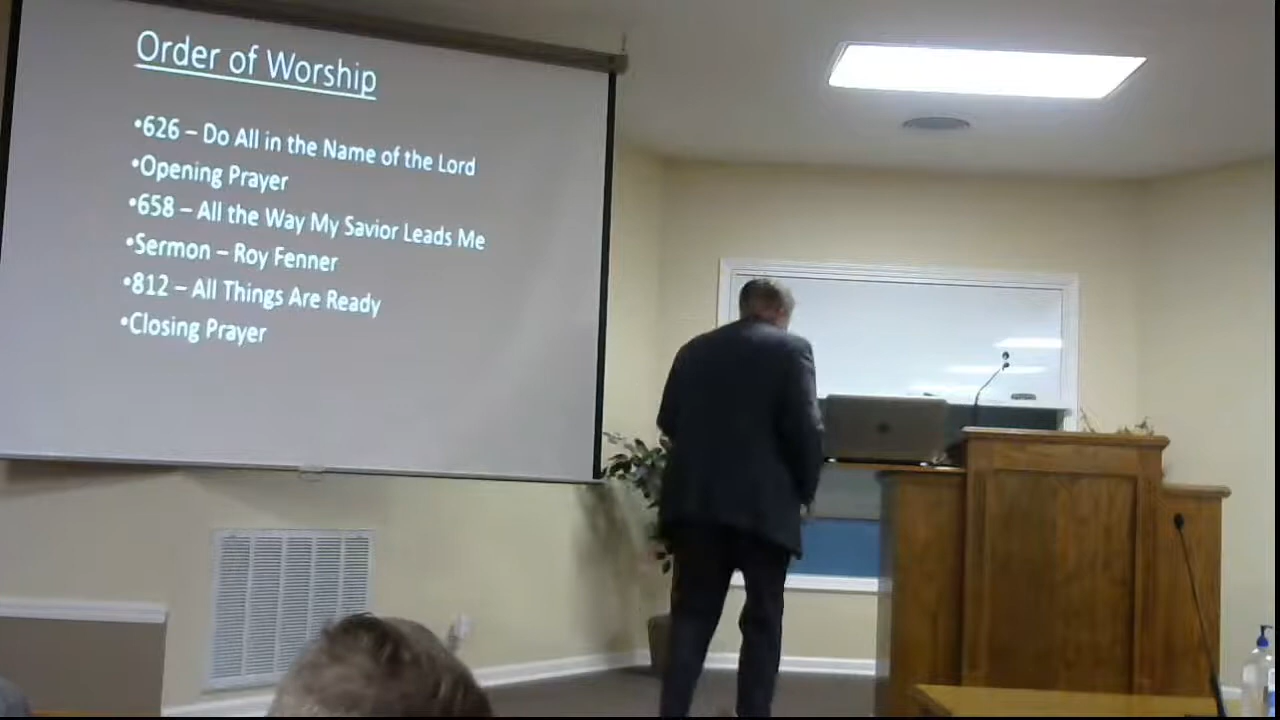 Order of Worship
•626 – Do All in the Name of the Lord
•Opening Prayer
•658 – All the Way My Savior Leads Me
•Sermon – Roy Fenner
•812 – All Things Are Ready
•Closing Prayer